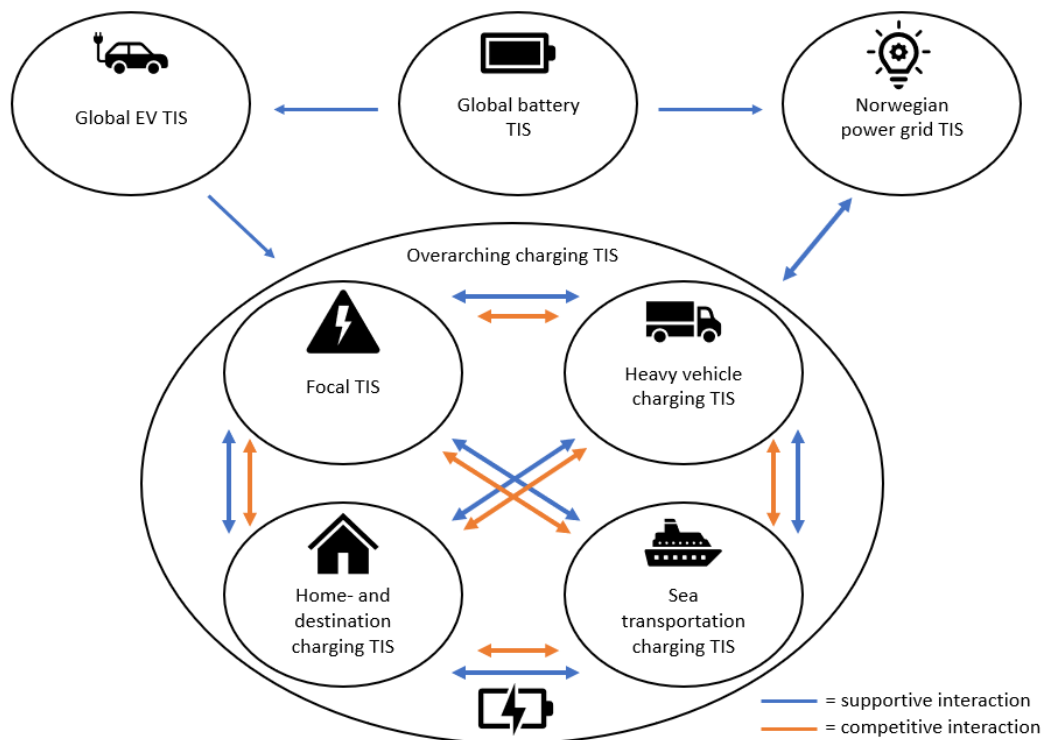 Global EV TIS
Global battery
TIS
Norwegian
power grid TIS
Overarching charging TIS
Focal TIS
Heavy vehicle
charging TIS
Home- and
destination
charging TIS
Sea
transportation
charging TIS
= supportive interaction
= competitive interaction